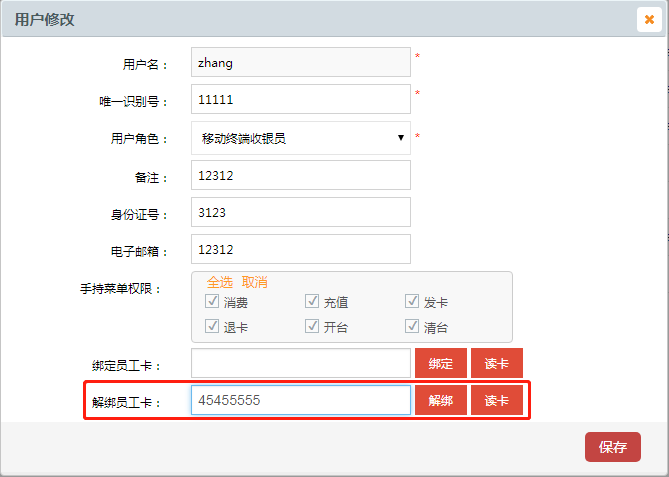 用户修改
用户名： zhang *
唯一识别号： 11111 *
用户角色： 移动终端收银员 *
备注： 12312
身份证号： 3123
电子邮箱： 12312
手持菜单权限： 全选 取消
消费 充值 发卡
退卡 开台 清台
绑定员工卡： 绑定 读卡
解绑员工卡： 45455555 解绑 读卡
保存